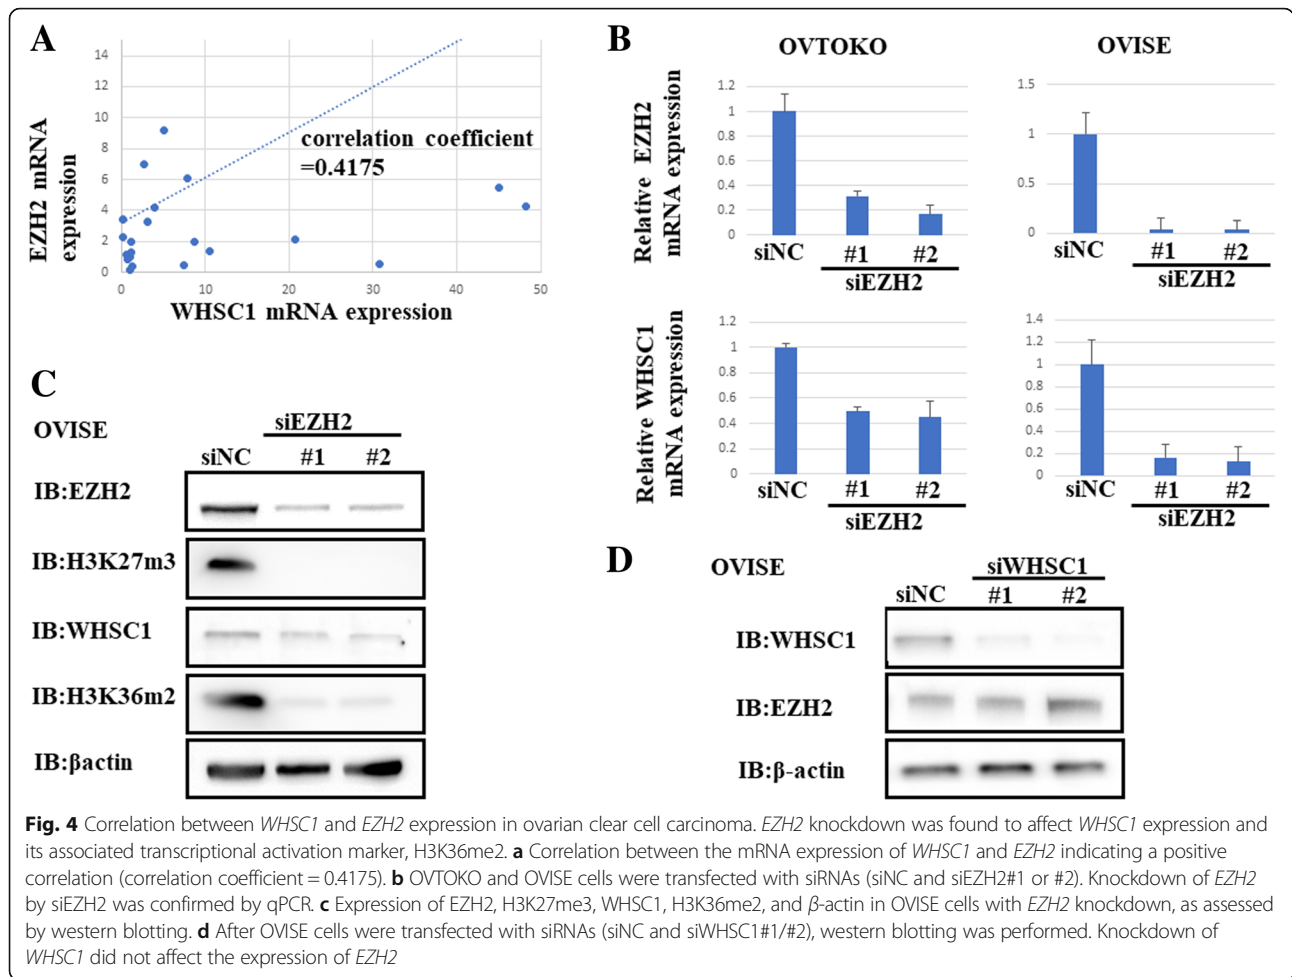 A
14
12
10
8
6
4
2
0
0
10
20
30
40
50
EZH2 mRNA
expression
WHSC1 mRNA expression
correlation coefficient
=0.4175
B
OVTOKO
OVISE
Relative EZH2
mRNA expression
1.2
1
0.8
0.6
0.4
0.2
0
siNC
#1
#2
siEZH2
1.5
1
0.5
0
siNC
#1
#2
siEZH2
Relative WHSC1
mRNA expression
1.2
1
0.8
0.6
0.4
0.2
0
siNC
#1
#2
siEZH2
1.4
1.2
1
0.8
0.6
0.4
0.2
0
siNC
#1
#2
siEZH2
C
OVISE
siEZH2
siNC
#1
#2
IB:EZH2
IB:H3K27m3
IB:WHSC1
IB:H3K36m2
IB:βactin
D
OVISE
siWHSC1
siNC
#1
#2
IB:WHSC1
IB:EZH2
IB:β-actin
Fig. 4 Correlation between WHSC1 and EZH2 expression in ovarian clear cell carcinoma. EZH2 knockdown was found to affect WHSC1 expression and
its associated transcriptional activation marker, H3K36me2. a Correlation between the mRNA expression of WHSC1 and EZH2 indicating a positive
correlation (correlation coefficient = 0.4175). b OVTOKO and OVISE cells were transfected with siRNAs (siNC and siEZH2#1 or #2). Knockdown of EZH2
by siEZH2 was confirmed by qPCR. c Expression of EZH2, H3K27me3, WHSC1, H3K36me2, and β-actin in OVISE cells with EZH2 knockdown, as assessed
by western blotting. d After OVISE cells were transfected with siRNAs (siNC and siWHSC1#1/#2), western blotting was performed. Knockdown of
WHSC1 did not affect the expression of EZH2